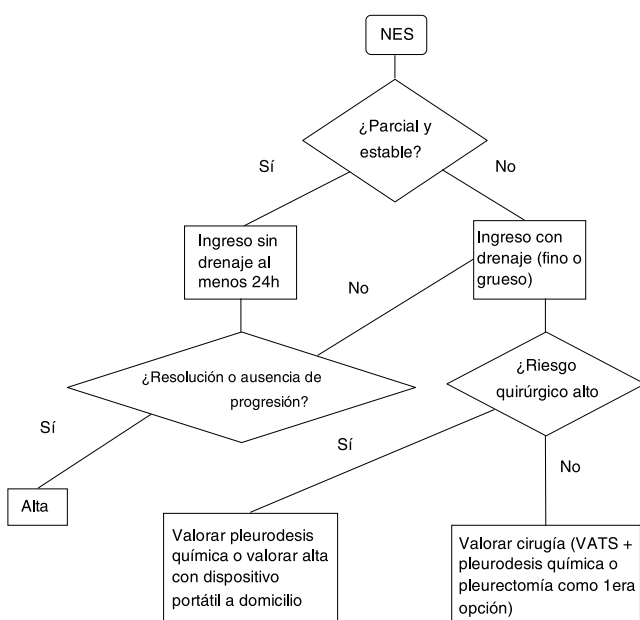 NES
¿Parcial y
estable?
Sí
No
Ingreso sin
drenaje al
menos 24h
Ingreso con
drenaje (fino o
grueso)
No
¿Resolución o ausencia de
progresión?
¿Riesgo
quirúrgico alto
Sí
Sí
No
Alta
Valorar pleurodesis
química o valorar alta
con dispositivo
portátil a domicilio
Valorar cirugía (VATS +
pleurodesis química o
pleurectomía como 1era
opción)